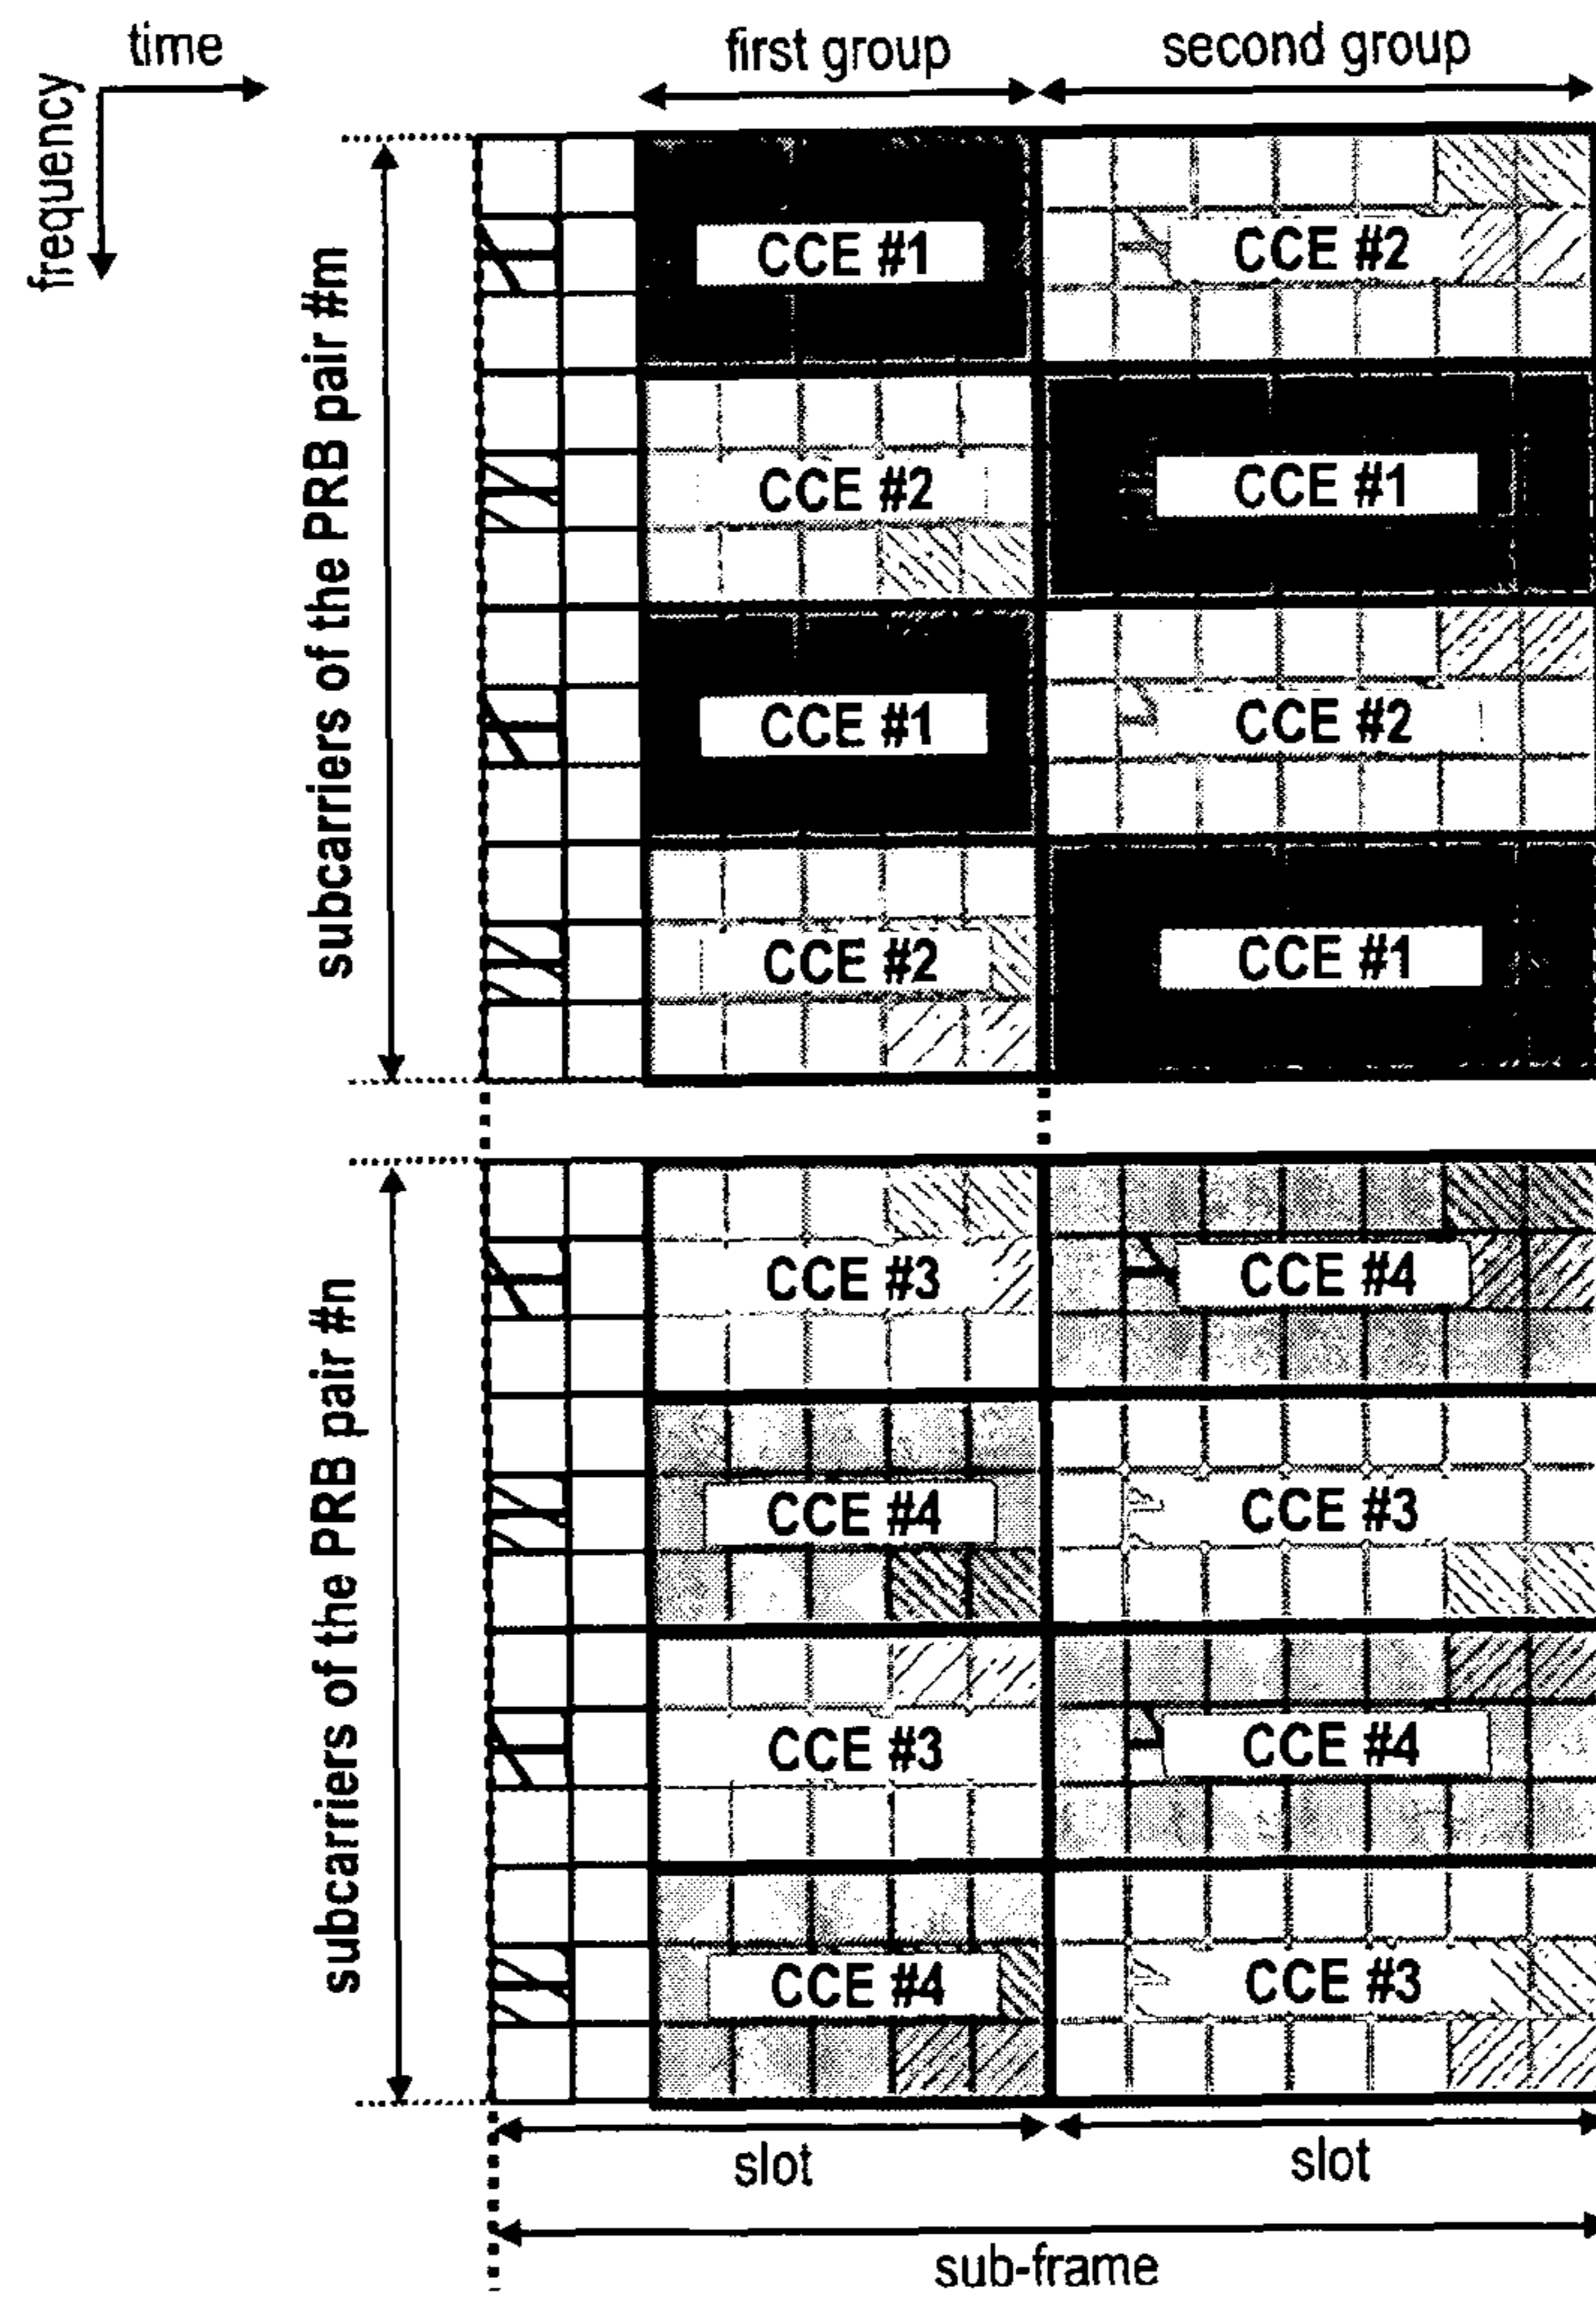 time
first group
second group
frequency
subcarriers of the PRB pair #m
CCE #1
CCE #2
CCE #2
CCE #1
CCE #1
CCE #2
CCE #2
CCE #1
subcarriers of the PRB pair #n
CCE #3
CCE #4
CCE #4
CCE #3
CCE #3
CCE #4
CCE #4
CCE #3
slot
slot
sub-frame